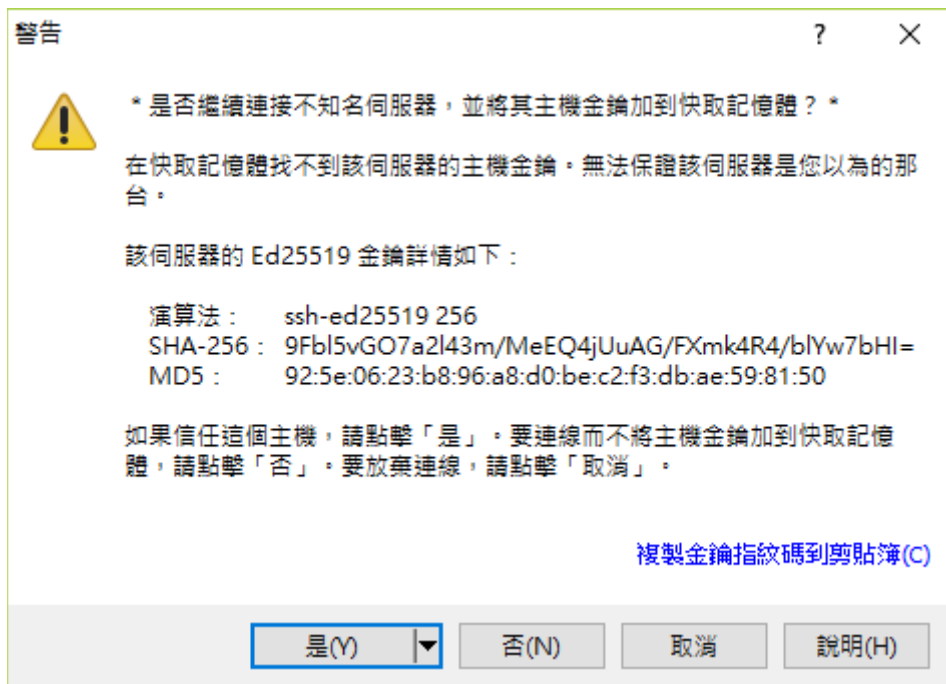 警告
*是否繼續連接不知名伺服器，並將其主機金鑰加到快取記憶體？*
在快取記憶體找不到該伺服器的主機金鑰。無法保證該伺服器是您以為的那
台。
該伺服器的 Ed25519 金鑰詳情如下：
演算法： ssh-ed25519 256
SHA-256： 9Fbl5vGO7a2l43m/MeEQ4jUuAG/FXmk4R4/blYw7bHI=
MD5： 92:5e:06:23:b8:96:a8:d0:be:c2:f3:db:ae:59:81:50
如果信任這個主機，請點擊「是」。要連線而不將主機金鑰加到快取記憶
體，請點擊「否」。要放棄連線，請點擊「取消」。
複製金鑰指紋碼到剪貼簿(C)
是(Y) 否(N) 取消 說明(H)